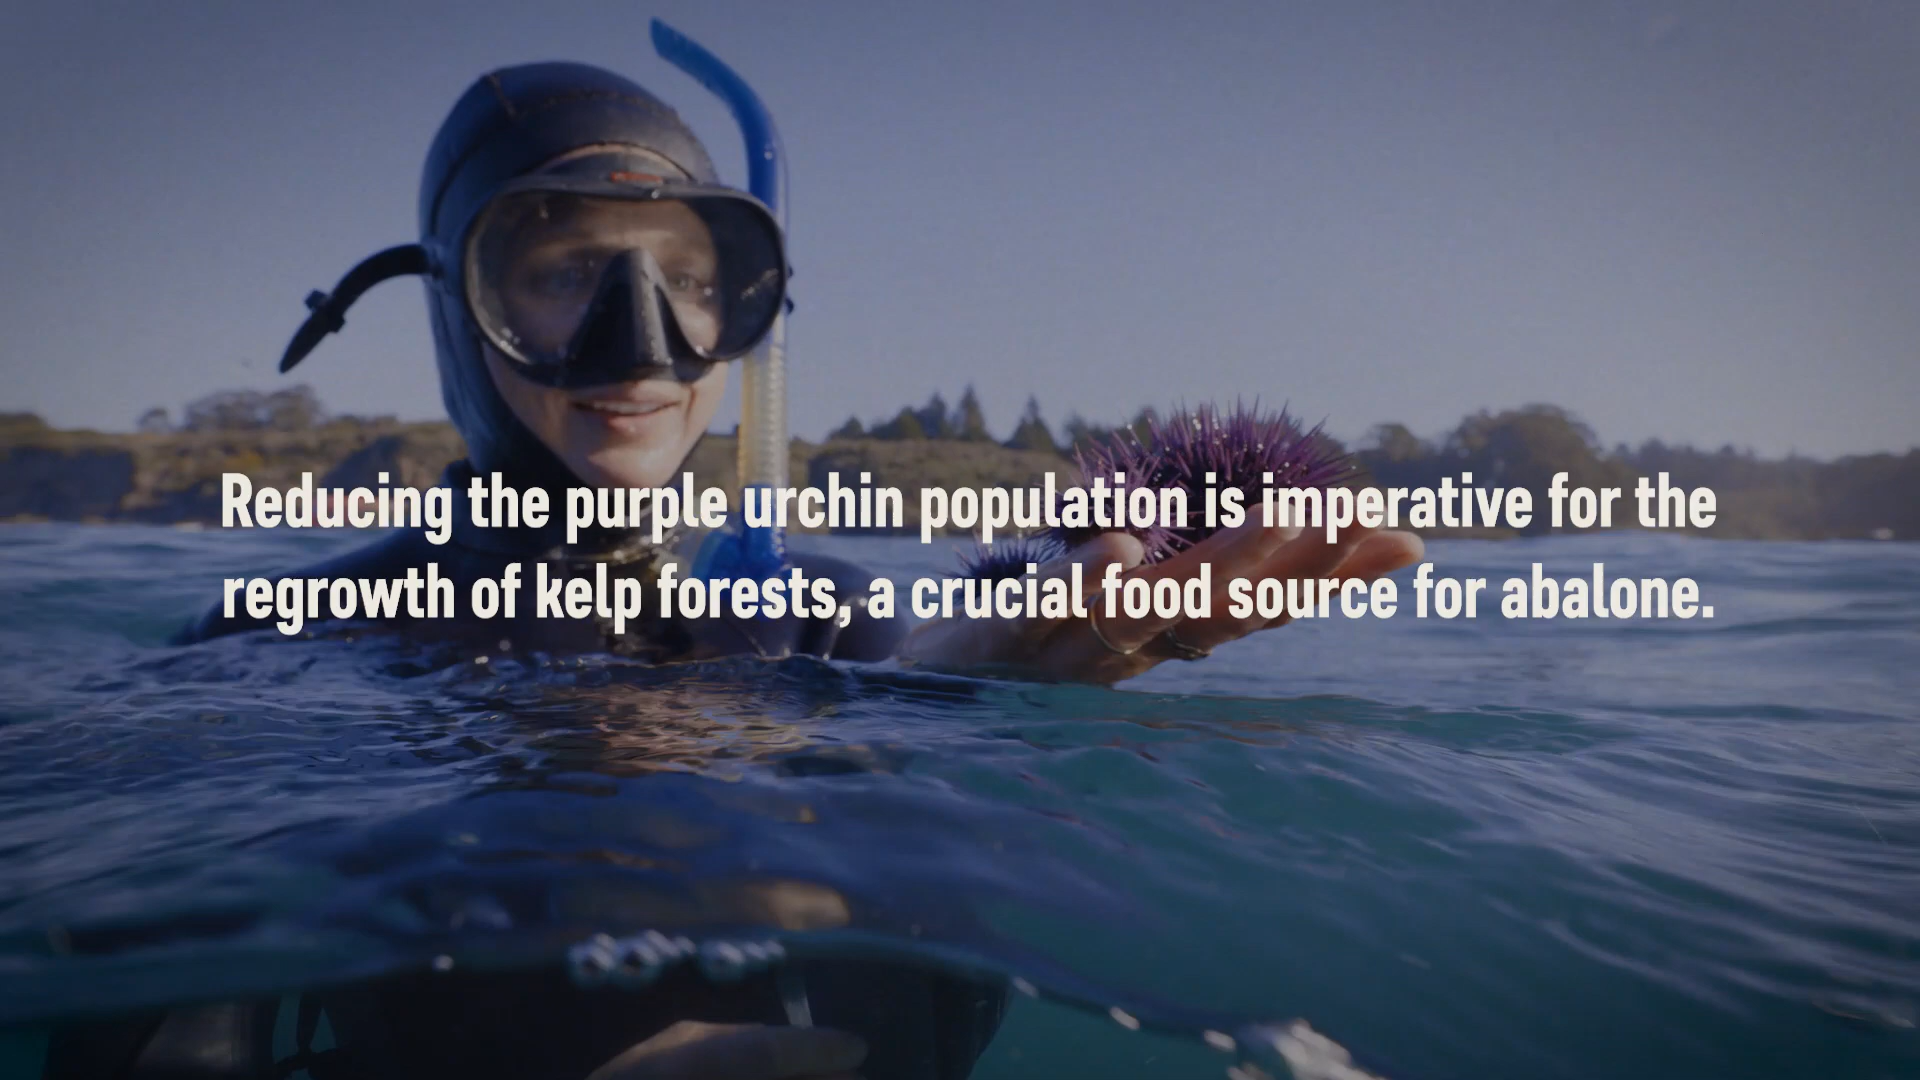 Reducing the purple urchin population is imperative for the
regrowth of kelp forests, a crucial food source for abalone.